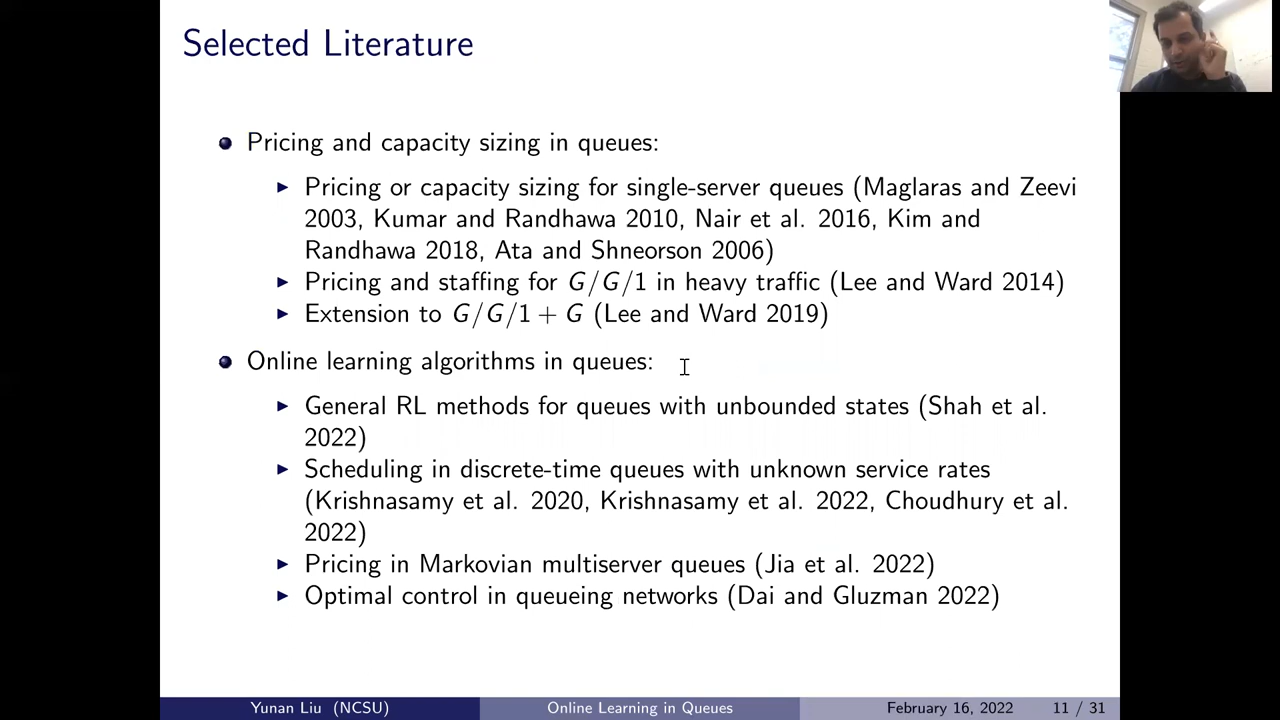 Selected Literature
Pricing and capacity sizing in queues:
Pricing or capacity sizing for single-server queues (Maglaras and Zeevi
2003, Kumar and Randhawa 2010, Nair et al. 2016, Kim and
Randhawa 2018, Ata and Shneorson 2006)
Pricing and staffing for G/G/1 in heavy traffic (Lee and Ward 2014)
Extension to G/G/1 + G (Lee and Ward 2019)
Online learning algorithms in queues:
General RL methods for queues with unbounded states (Shah et al.
2022)
Scheduling in discrete-time queues with unknown service rates
(Krishnasamy et al. 2020, Krishnasamy et al. 2022, Choudhury et al.
2022)
Pricing in Markovian multiserver queues (Jia et al. 2022)
Optimal control in queueing networks (Dai and Gluzman 2022)
Yunan Liu (NCSU) Online Learning in Queues February 16, 2022 11 / 31